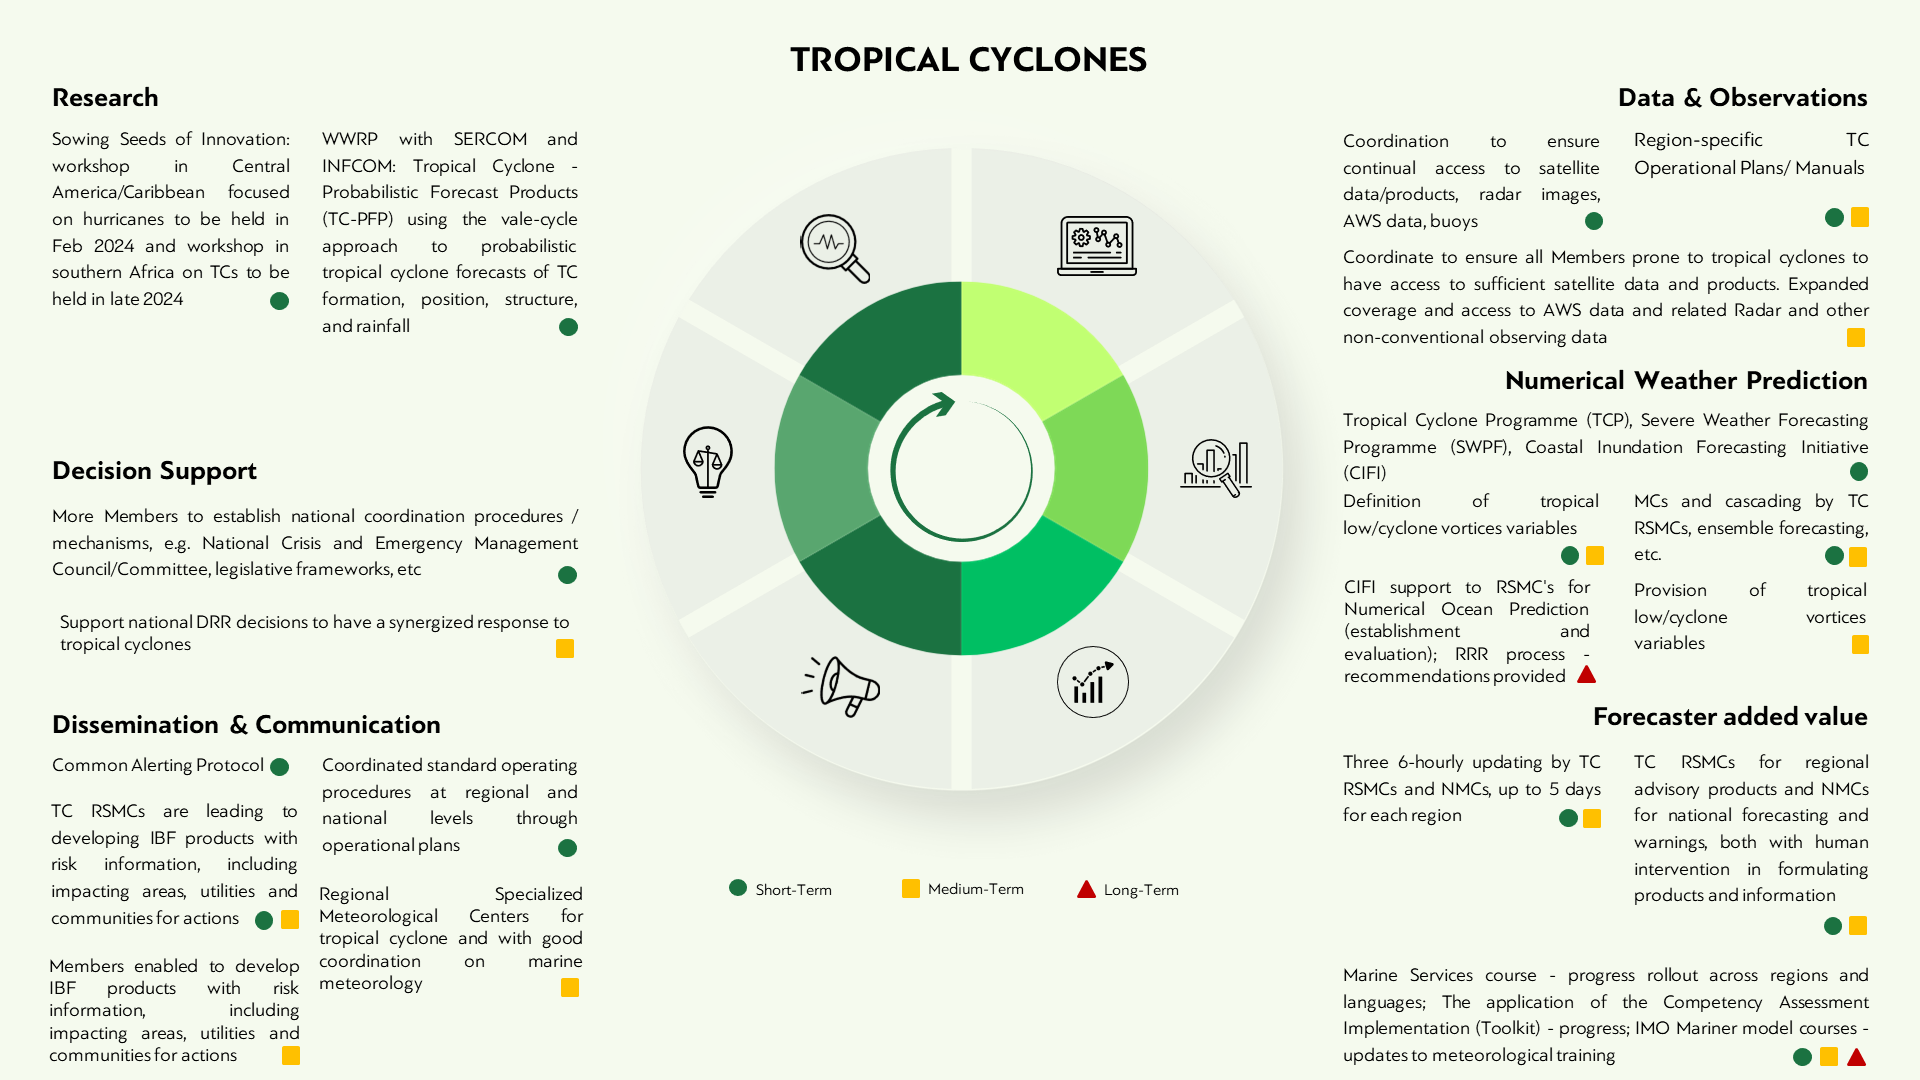 TROPICAL CYCLONES
Research
Sowing Seeds of Innovation:
workshop in Central
America/Caribbean focused
on hurricanes to be held in
Feb 2024 and workshop in
southern Africa on TCs to be
held in late 2024
WWRP with SERCOM and
INFCOM: Tropical Cyclone -
Probabilistic Forecast Products
(TC-PFP) using the vale-cycle
approach to probabilistic
tropical cyclone forecasts of TC
formation, position, structure,
and rainfall
Decision Support
More Members to establish national coordination procedures /
mechanisms, e.g. National Crisis and Emergency Management
Council/Committee, legislative frameworks, etc
Support national DRR decisions to have a synergized response to
tropical cyclones
Dissemination & Communication
Common Alerting Protocol
TC RSMCs are leading to
developing IBF products with
risk information, including
impacting areas, utilities and
communities for actions
Members enabled to develop
IBF products with risk
information, including
impacting areas, utilities and
communities for actions
Coordinated standard operating
procedures at regional and
national levels through
operational plans
Regional Specialized
Meteorological Centers for
tropical cyclone and with good
coordination on marine
meteorology
Short-Term
Medium-Term
Long-Term
Data & Observations
Coordination to ensure
continual access to satellite
data/products, radar images,
AWS data, buoys
Region-specific TC
Operational Plans/ Manuals
Coordinate to ensure all Members prone to tropical cyclones to
have access to sufficient satellite data and products. Expanded
coverage and access to AWS data and related Radar and other
non-conventional observing data
Numerical Weather Prediction
Tropical Cyclone Programme (TCP), Severe Weather Forecasting
Programme (SWPF), Coastal Inundation Forecasting Initiative
(CIFI)
Definition of tropical
low/cyclone vortices variables
MCs and cascading by TC
RSMCs, ensemble forecasting,
etc.
CIFI support to RSMC's for
Numerical Ocean Prediction
(establishment and
evaluation); RRR process -
recommendations provided
Provision of tropical
low/cyclone vortices
variables
Forecaster added value
Three 6-hourly updating by TC
RSMCs and NMCs, up to 5 days
for each region
TC RSMCs for regional
advisory products and NMCs
for national forecasting and
warnings, both with human
intervention in formulating
products and information
Marine Services course - progress rollout across regions and
languages; The application of the Competency Assessment
Implementation (Toolkit) - progress; IMO Mariner model courses -
updates to meteorological training